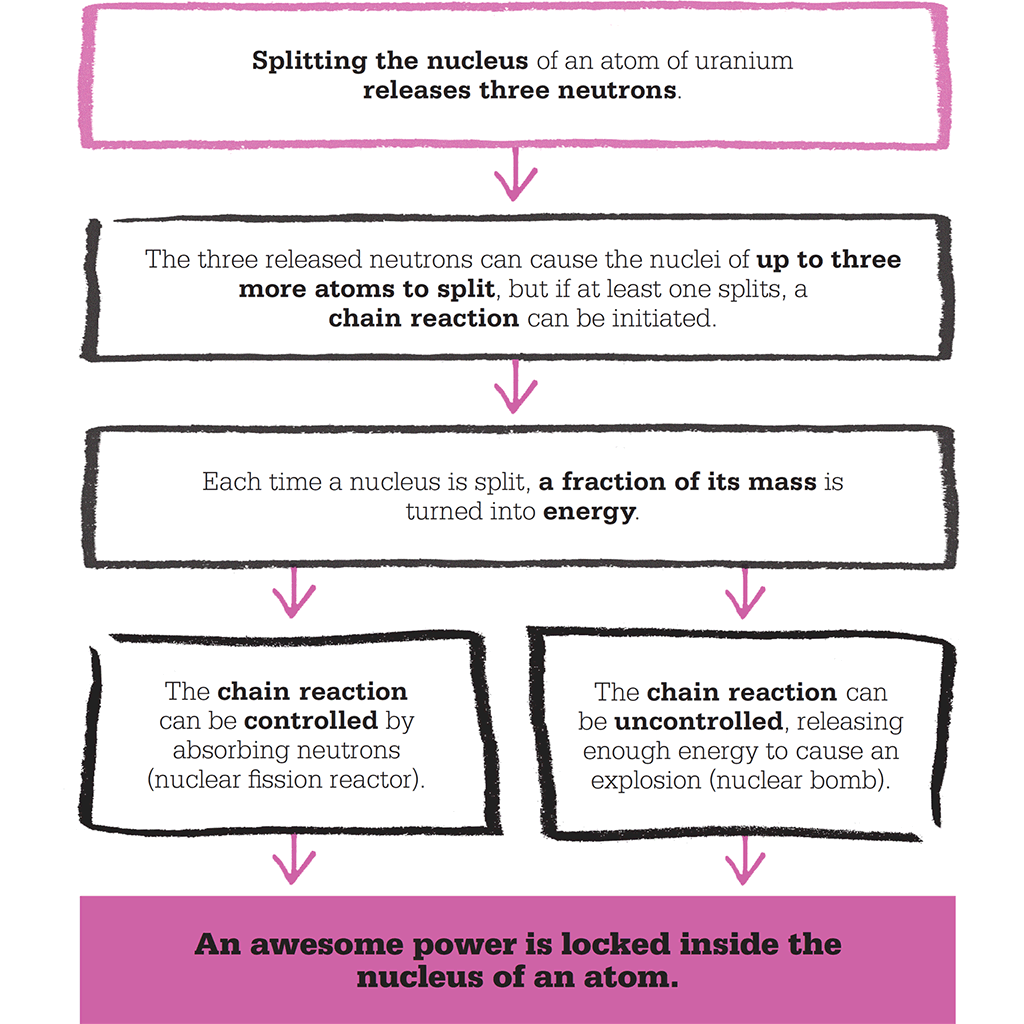 Splitting the nucleus of an atom of uranium
releases three neutrons.
The three released neutrons can cause the nuclei of up to three
more atoms to split, but if at least one splits, a
chain reaction can be initiated.
Each time a nucleus is split, a fraction of its mass is
turned into energy.
The chain reaction
can be controlled by
absorbing neutrons
(nuclear fission reactor).
The chain reaction can
be uncontrolled, releasing
enough energy to cause an
explosion (nuclear bomb).
An awesome power is locked inside the
nucleus of an atom.